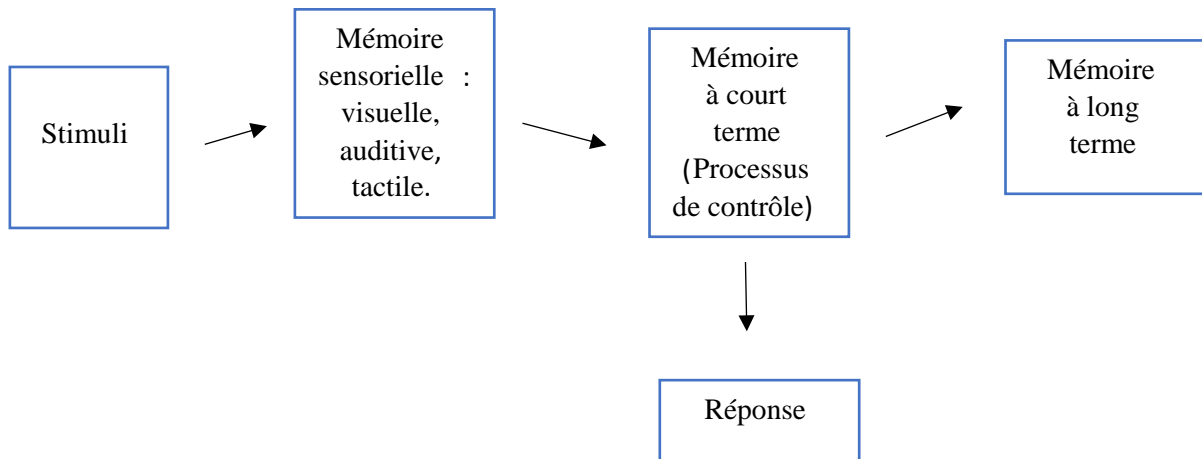 Stimuli
Mémoire
sensorielle :
visuelle,
auditive,
tactile.
Mémoire
à court
terme
(Processus
de contrôle)
Mémoire
à long
terme
Réponse